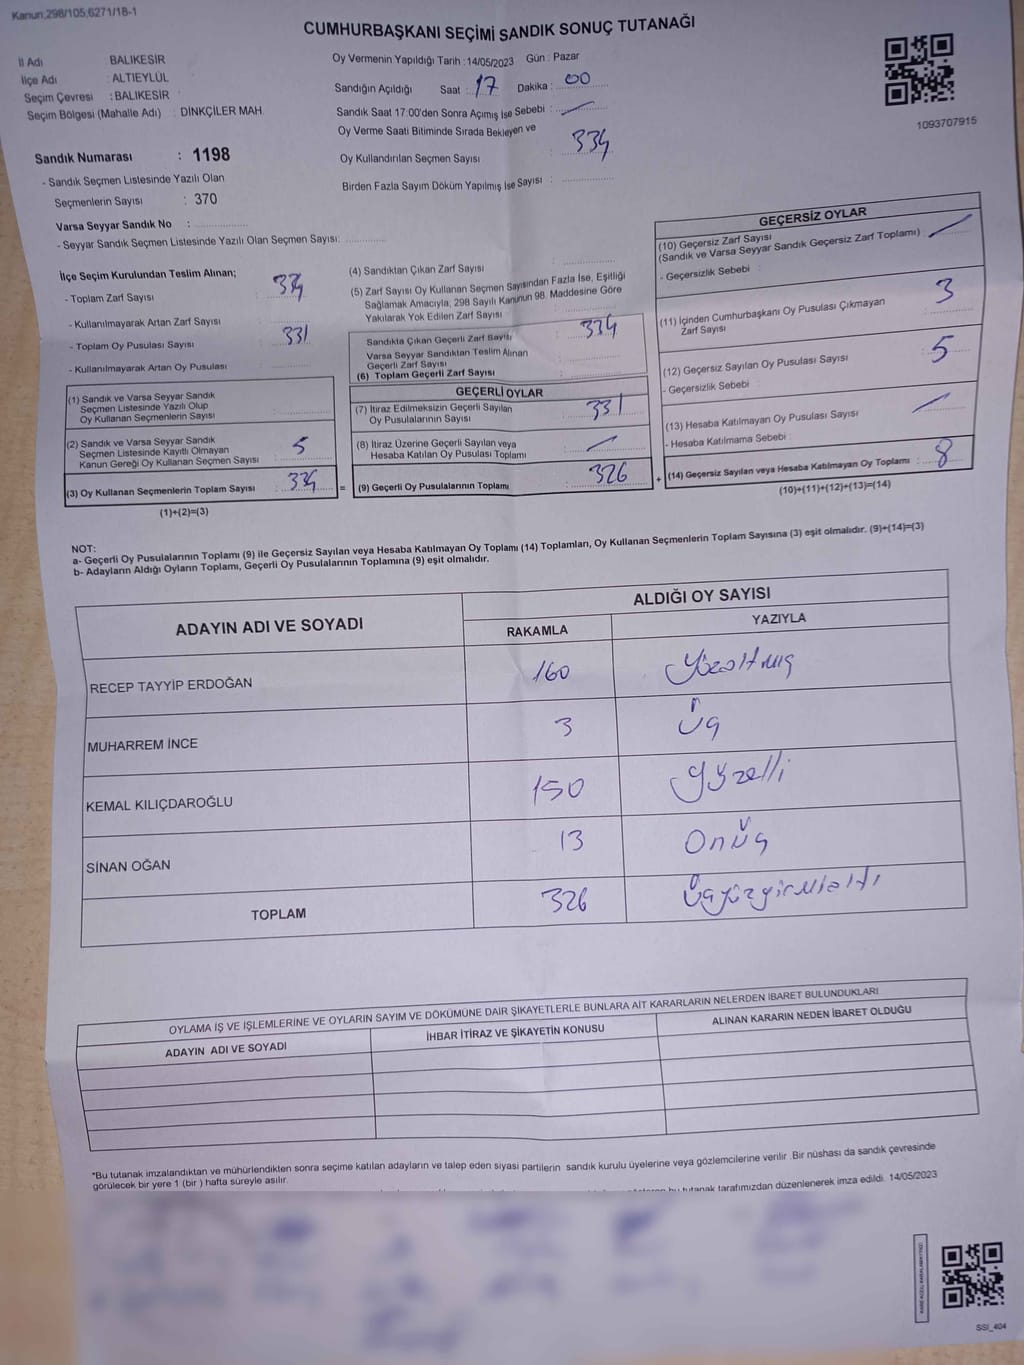 Kanun;298/105;6271/18-1
CUMHURBAŞKANI SEÇİMİ SANDIK SONUÇ TUTANAĞI
İl Adı BALIKESİR
İlçe Adı : ALTIEYLÜL
Seçim Çevresi : BALIKESİR
Seçim Bölgesi (Mahalle Adı) : DİNKÇİLER MAH.
Oy Vermenin Yapıldığı Tarih : 14/05/2023 Gün : Pazar
Sandığın Açıldığı Saat : 17 Dakika : 00
Sandık Saat 17:00'den Sonra Açımış İse Sebebi : —
Oy Verme Saati Bitiminde Sırada Bekleyen ve
Oy Kullandırılan Seçmen Sayısı : 334
Birden Fazla Sayım Döküm Yapılmış İse Sayısı :
1093707915
Sandık Numarası : 1198
- Sandık Seçmen Listesinde Yazılı Olan
Seçmenlerin Sayısı : 370
Varsa Seyyar Sandık No :
- Seyyar Sandık Seçmen Listesinde Yazılı Olan Seçmen Sayısı:
İlçe Seçim Kurulundan Teslim Alınan;
- Toplam Zarf Sayısı : 334
- Kullanılmayarak Artan Zarf Sayısı :
- Toplam Oy Pusulası Sayısı : 331
- Kullanılmayarak Artan Oy Pusulası :
(1) Sandık ve Varsa Seyyar Sandık
Seçmen Listesinde Yazılı Olup
Oy Kullanan Seçmenlerin Sayısı :
(2) Sandık ve Varsa Seyyar Sandık
Seçmen Listesinde Kayıtlı Olmayan
Kanun Gereği Oy Kullanan Seçmen Sayısı : 5
(3) Oy Kullanan Seçmenlerin Toplam Sayısı : 334 =
(1)+(2)=(3)
(4) Sandıktan Çıkan Zarf Sayısı :
(5) Zarf Sayısı Oy Kullanan Seçmen Sayısından Fazla İse, Eşitliği
Sağlamak Amacıyla, 298 Sayılı Kanunun 98. Maddesine Göre
Yakılarak Yok Edilen Zarf Sayısı :
Sandıkta Çıkan Geçerli Zarf Sayısı : 334
Varsa Seyyar Sandıktan Teslim Alınan
Geçerli Zarf Sayısı :
(6) Toplam Geçerli Zarf Sayısı :
GEÇERLİ OYLAR
(7) İtiraz Edilmeksizin Geçerli Sayılan
Oy Pusulalarının Sayısı : 331
(8) İtiraz Üzerine Geçerli Sayılan veya
Hesaba Katılan Oy Pusulası Toplamı : —
(9) Geçerli Oy Pusulalarının Toplamı : 326 +
GEÇERSİZ OYLAR
(10) Geçersiz Zarf Sayısı
(Sandık ve Varsa Seyyar Sandık Geçersiz Zarf Toplamı) : —
- Geçersizlik Sebebi :
(11) İçinden Cumhurbaşkanı Oy Pusulası Çıkmayan
Zarf Sayısı : 3
(12) Geçersiz Sayılan Oy Pusulası Sayısı : 5
- Geçersizlik Sebebi :
(13) Hesaba Katılmayan Oy Pusulası Sayısı : —
- Hesaba Katılmama Sebebi :
(14) Geçersiz Sayılan veya Hesaba Katılmayan Oy Toplamı : 8
(10)+(11)+(12)+(13)=(14)
NOT:
a- Geçerli Oy Pusulalarının Toplamı (9) ile Geçersiz Sayılan veya Hesaba Katılmayan Oy Toplamı (14) Toplamları, Oy Kullanan Seçmenlerin Toplam Sayısına (3) eşit olmalıdır. (9)+(14)=(3)
b- Adayların Aldığı Oyların Toplamı, Geçerli Oy Pusulalarının Toplamına (9) eşit olmalıdır.
ADAYIN ADI VE SOYADI
ALDIĞI OY SAYISI
RAKAMLA YAZIYLA
RECEP TAYYİP ERDOĞAN 160 Yüzaltmış
MUHARREM İNCE 3 Üç
KEMAL KILIÇDAROĞLU 150 Yüzelli
SİNAN OĞAN 13 Onüç
TOPLAM 326 Üçyüzyirmialtı
OYLAMA İŞ VE İŞLEMLERİNE VE OYLARIN SAYIM VE DÖKÜMÜNE DAİR ŞİKAYETLERLE BUNLARA AİT KARARLARIN NELERDEN İBARET BULUNDUKLARI
ADAYIN ADI VE SOYADI İHBAR İTİRAZ VE ŞİKAYETİN KONUSU ALINAN KARARIN NEDEN İBARET OLDUĞU
*Bu tutanak imzalandıktan ve mühürlendikten sonra seçime katılan adayların ve talep eden siyasi partilerin sandık kurulu üyelerine veya gözlemcilerine verilir. Bir nüshası da sandık çevresinde
görülecek bir yere 1 (bir) hafta süreyle asılır.
bu tutanak tarafımızdan düzenlenerek imza edildi. 14/05/2023
SSI_404